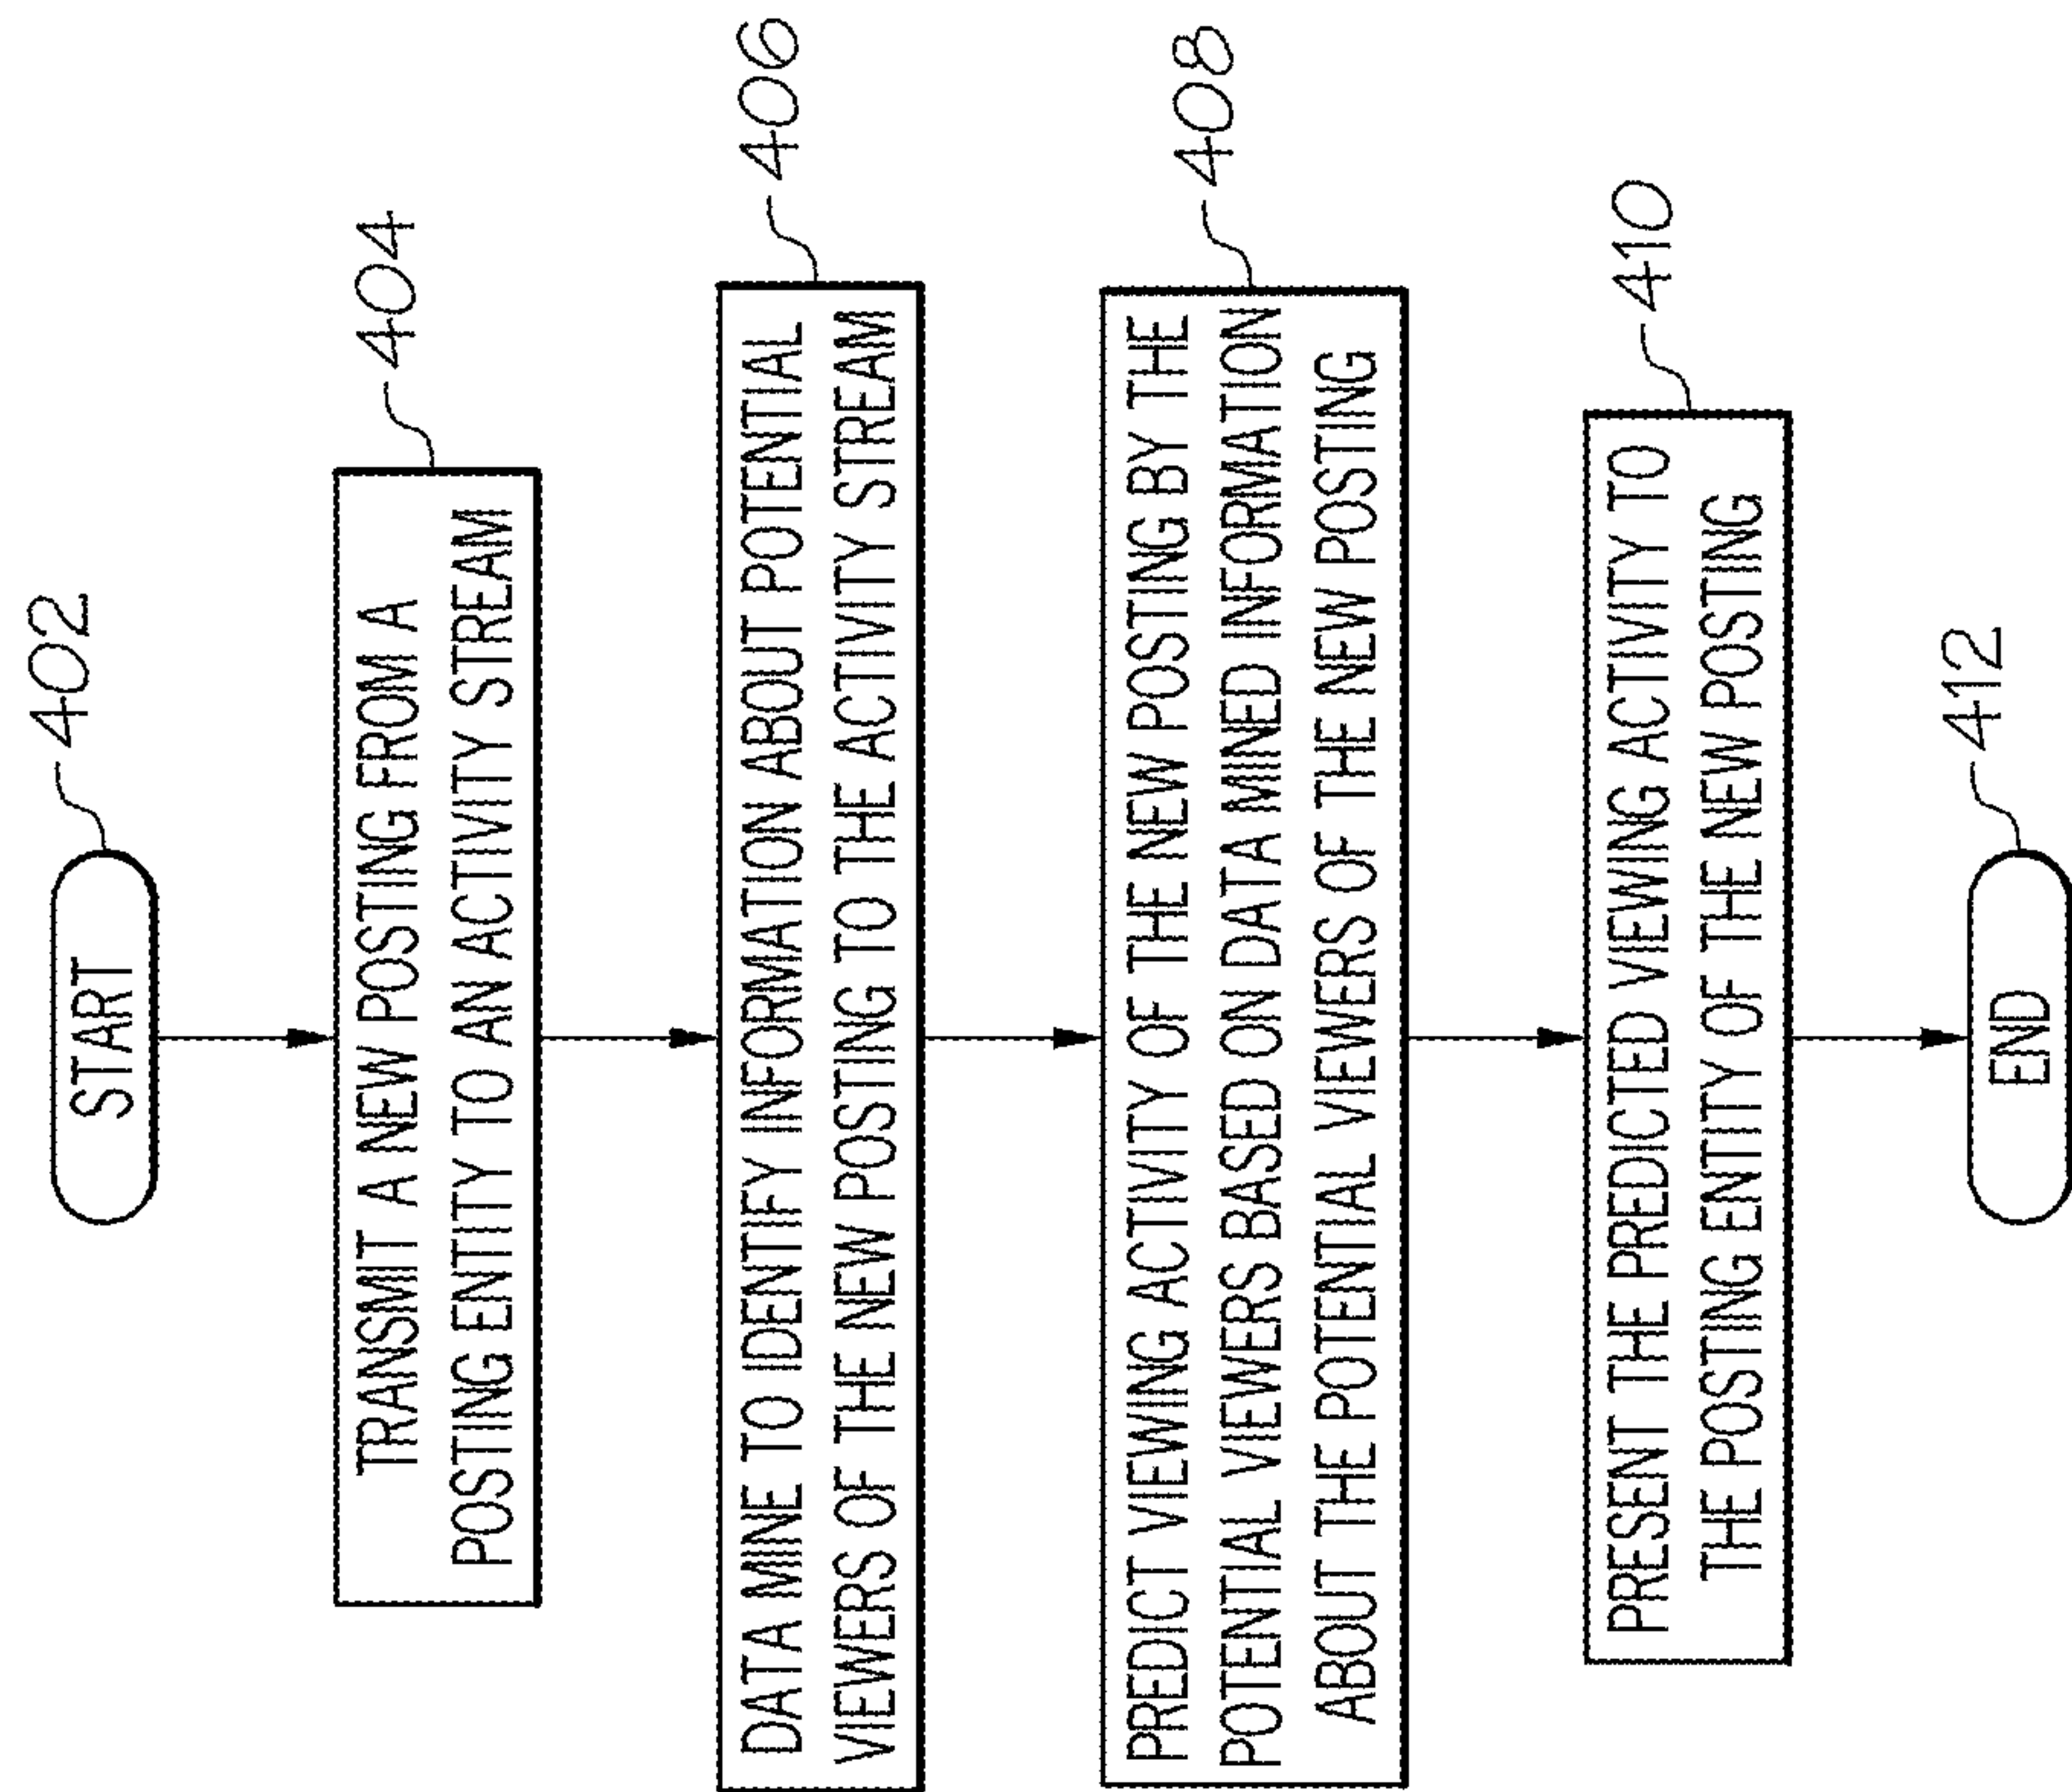 402
START
404
TRANSMIT A NEW POSTING FROM A
POSTING ENTITY TO AN ACTIVITY STREAM
406
DATA MINE TO IDENTIFY INFORMATION ABOUT POTENTIAL
VIEWERS OF THE NEW POSTING TO THE ACTIVITY STREAM
408
PREDICT VIEWING ACTIVITY OF THE NEW POSTING BY THE
POTENTIAL VIEWERS BASED ON DATA MINED INFORMATION
ABOUT THE POTENTIAL VIEWERS OF THE NEW POSTING
410
PRESENT THE PREDICTED VIEWING ACTIVITY TO
THE POSTING ENTITY OF THE NEW POSTING
412
END